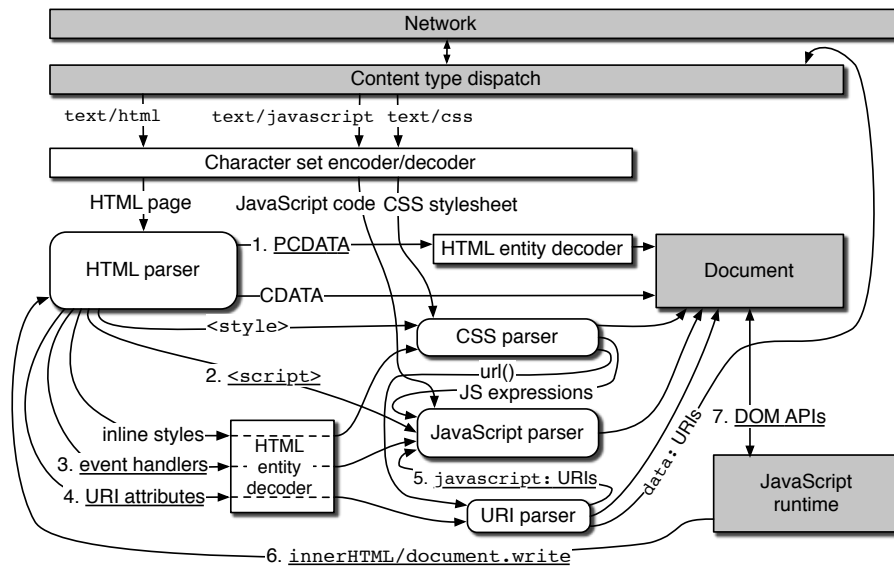 Network
Content type dispatch
text/html
text/javascript
text/css
Character set encoder/decoder
HTML page
JavaScript code
CSS stylesheet
1. PCDATA
HTML entity decoder
HTML parser
Document
CDATA
<style>
CSS parser
url()
2. <script>
JS expressions
inline styles
HTML
entity
decoder
JavaScript parser
7. DOM APIs
3. event handlers
4. URI attributes
5. javascript: URIs
data: URIs
URI parser
JavaScript
runtime
6. innerHTML/document.write